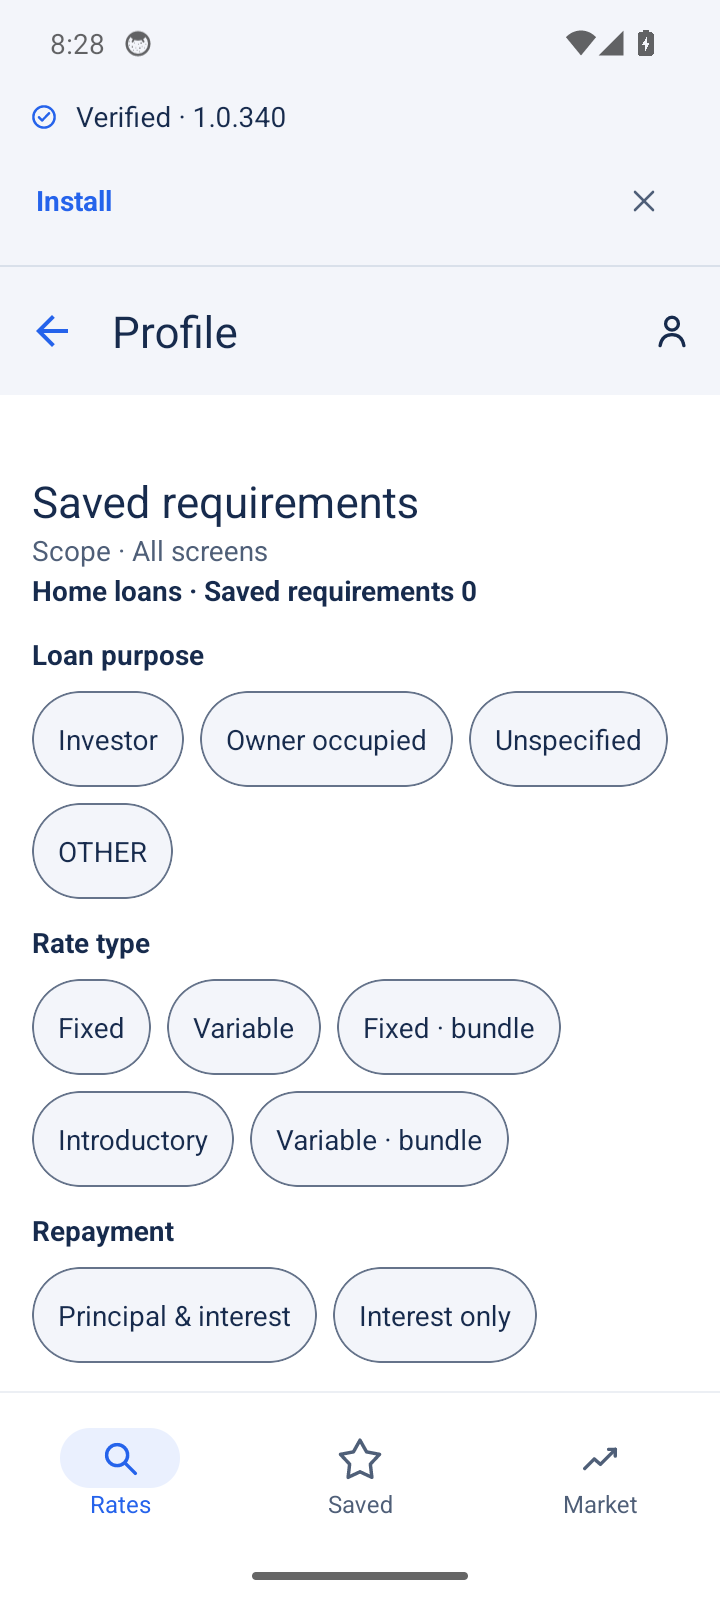 8:28
Verified · 1.0.340
Install
Profile
Saved requirements
Scope · All screens
Home loans · Saved requirements 0
Loan purpose
Investor Owner occupied Unspecified
OTHER
Rate type
Fixed Variable Fixed · bundle
Introductory Variable · bundle
Repayment
Principal & interest Interest only
Rates Saved Market